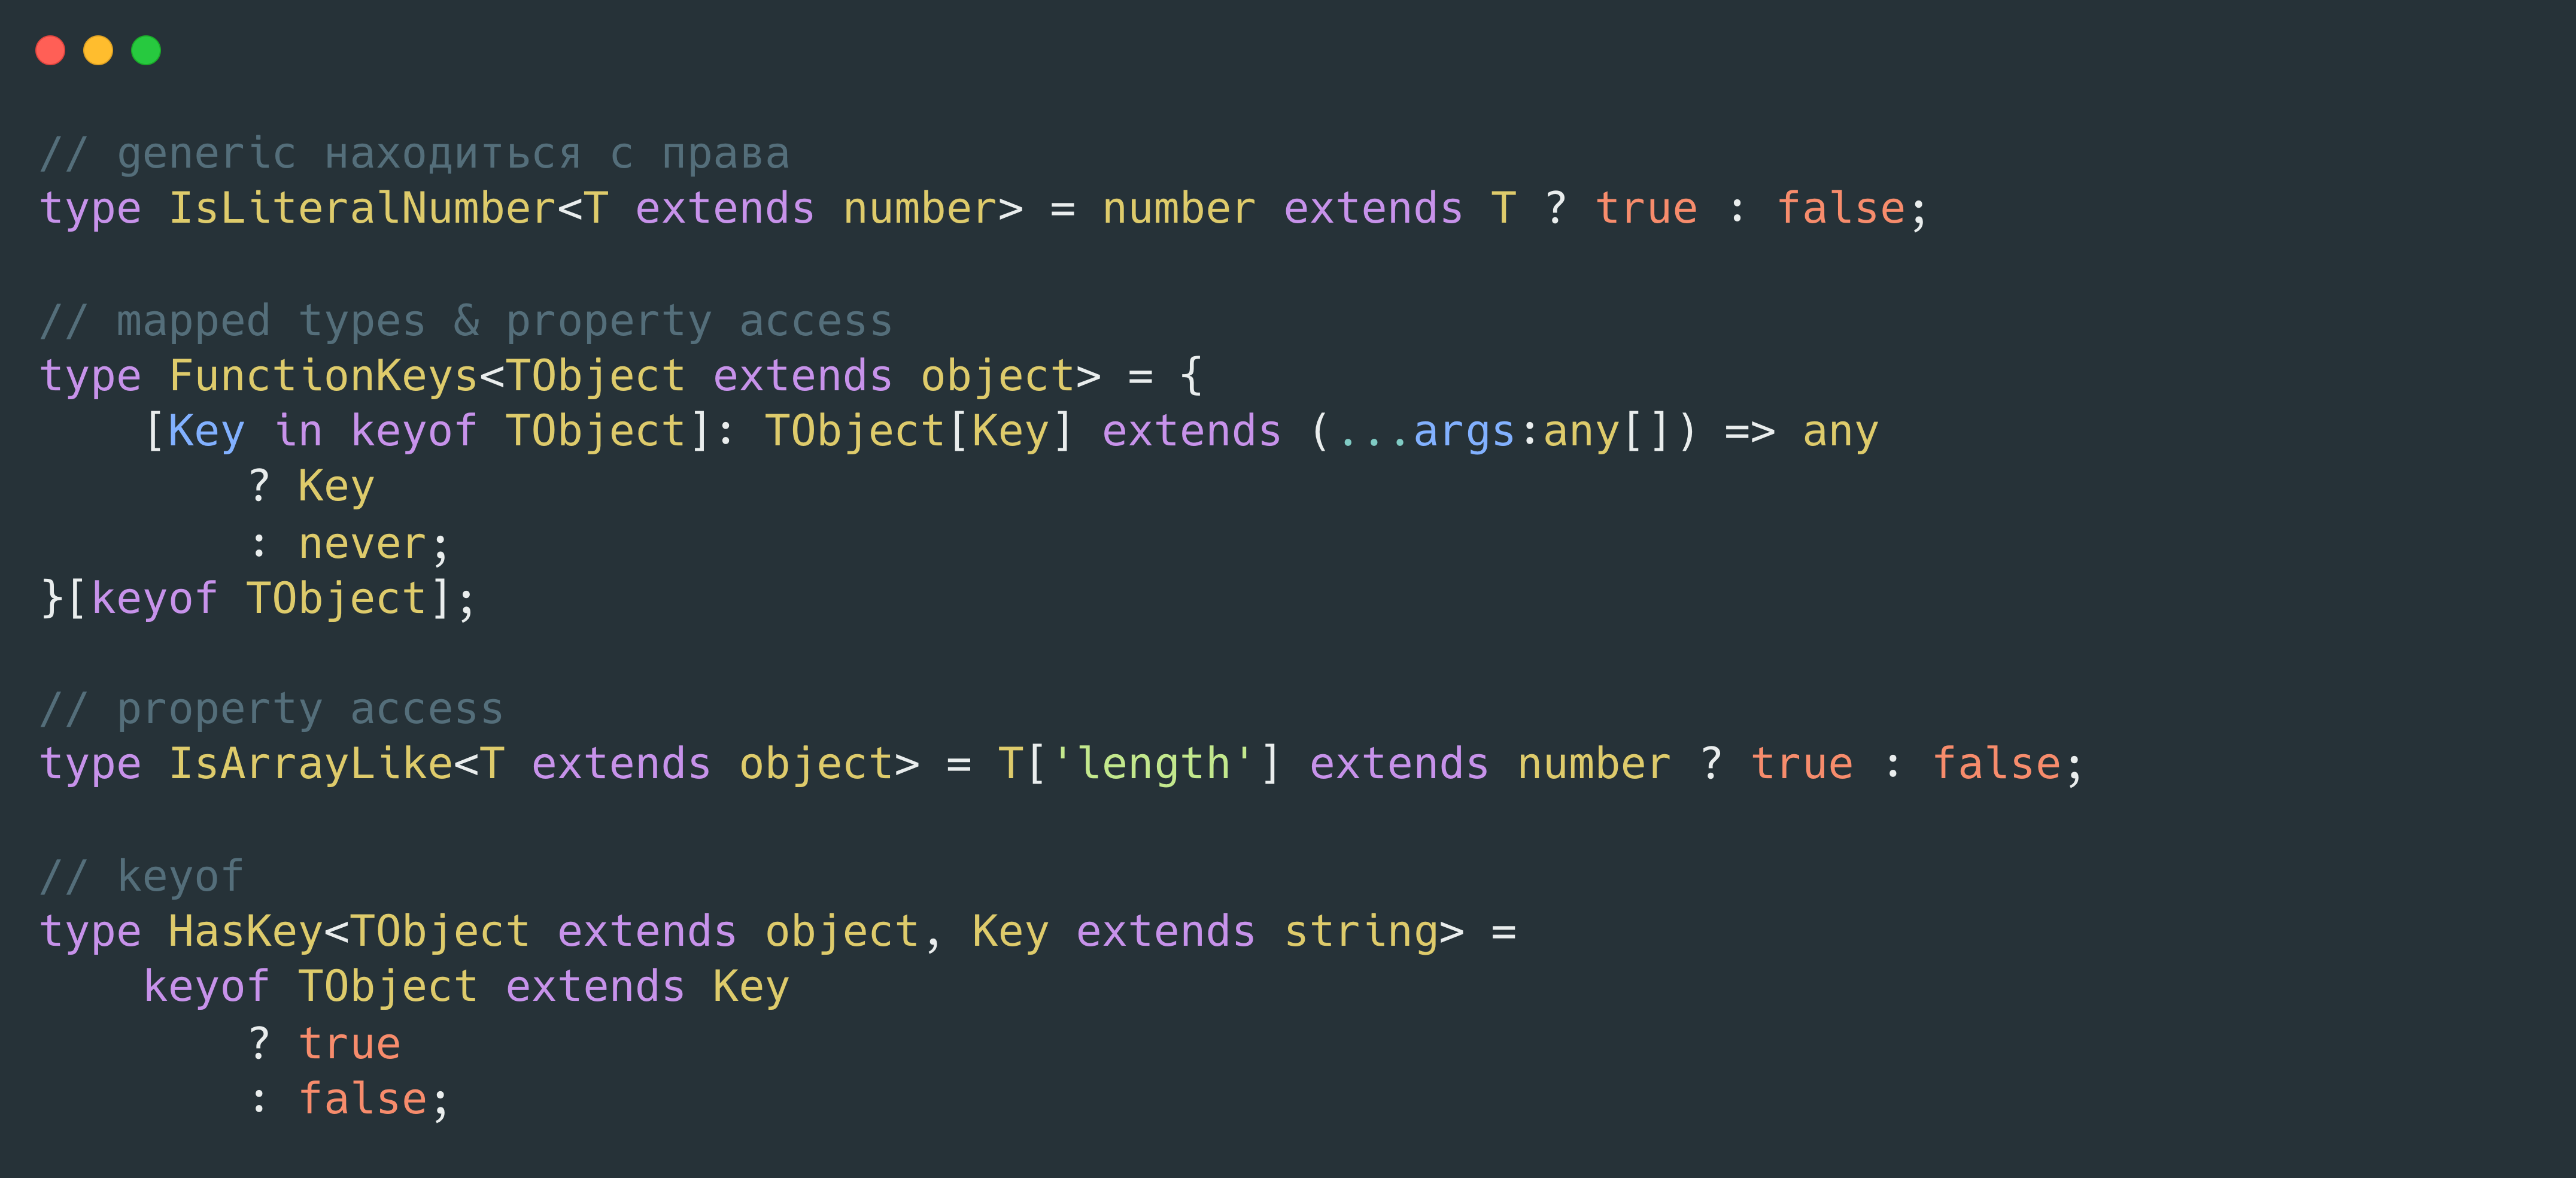 // generic находиться с права
type IsLiteralNumber<T extends number> = number extends T ? true : false;
// mapped types & property access
type FunctionKeys<TObject extends object> = {
    [Key in keyof TObject]: TObject[Key] extends (...args:any[]) => any
        ? Key
        : never;
}[keyof TObject];
// property access
type IsArrayLike<T extends object> = T['length'] extends number ? true : false;
// keyof
type HasKey<TObject extends object, Key extends string> =
    keyof TObject extends Key
        ? true
        : false;